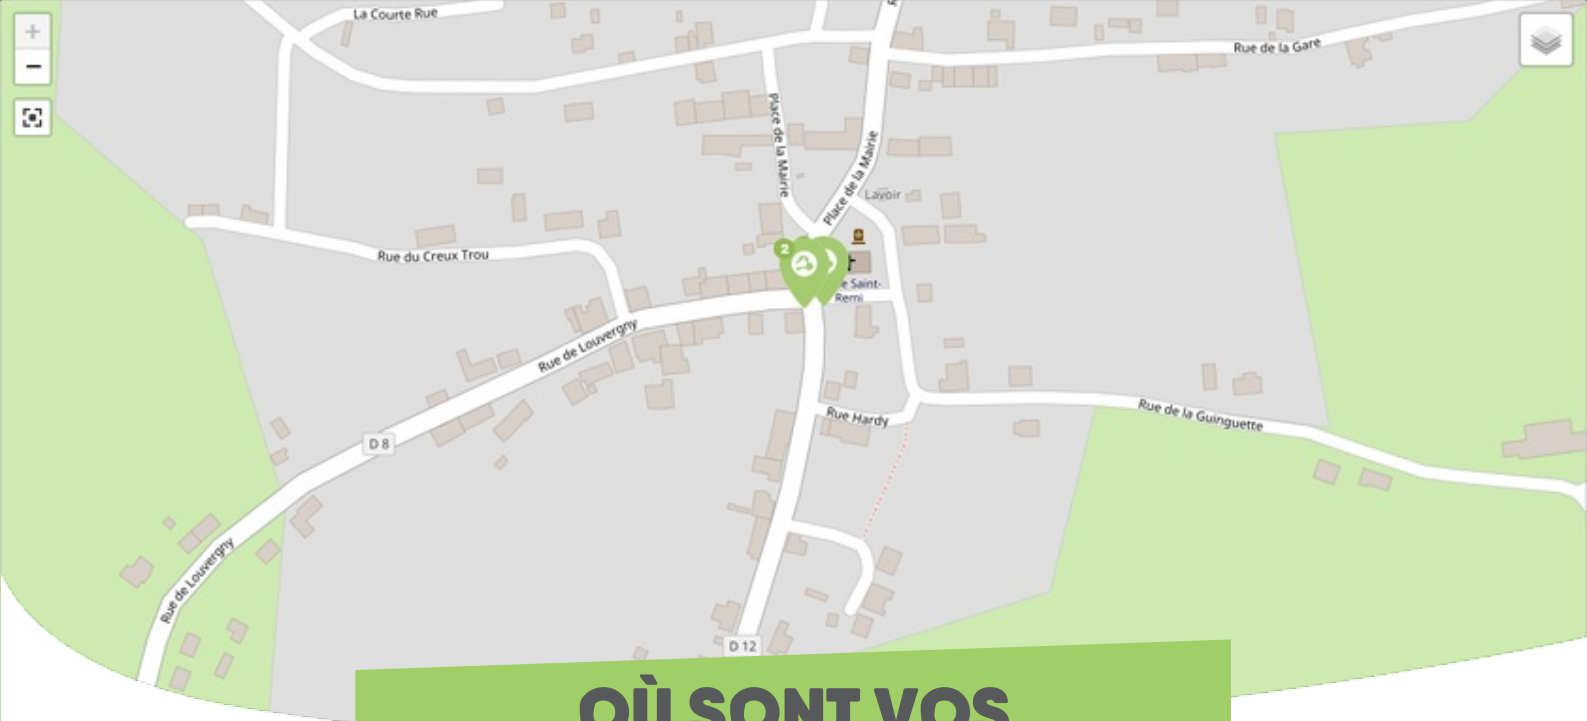 La Courte Rue
+
−
Rue de la Gare
Place de la Mairie
Place de la Mairie
Lavoir
Rue du Creux Trou
2
e Saint-
Remi
Rue de Louvergny
Rue Hardy
Rue de la Guinguette
D 8
Rue de Louvergny
D 12
OÙ SONT VOS